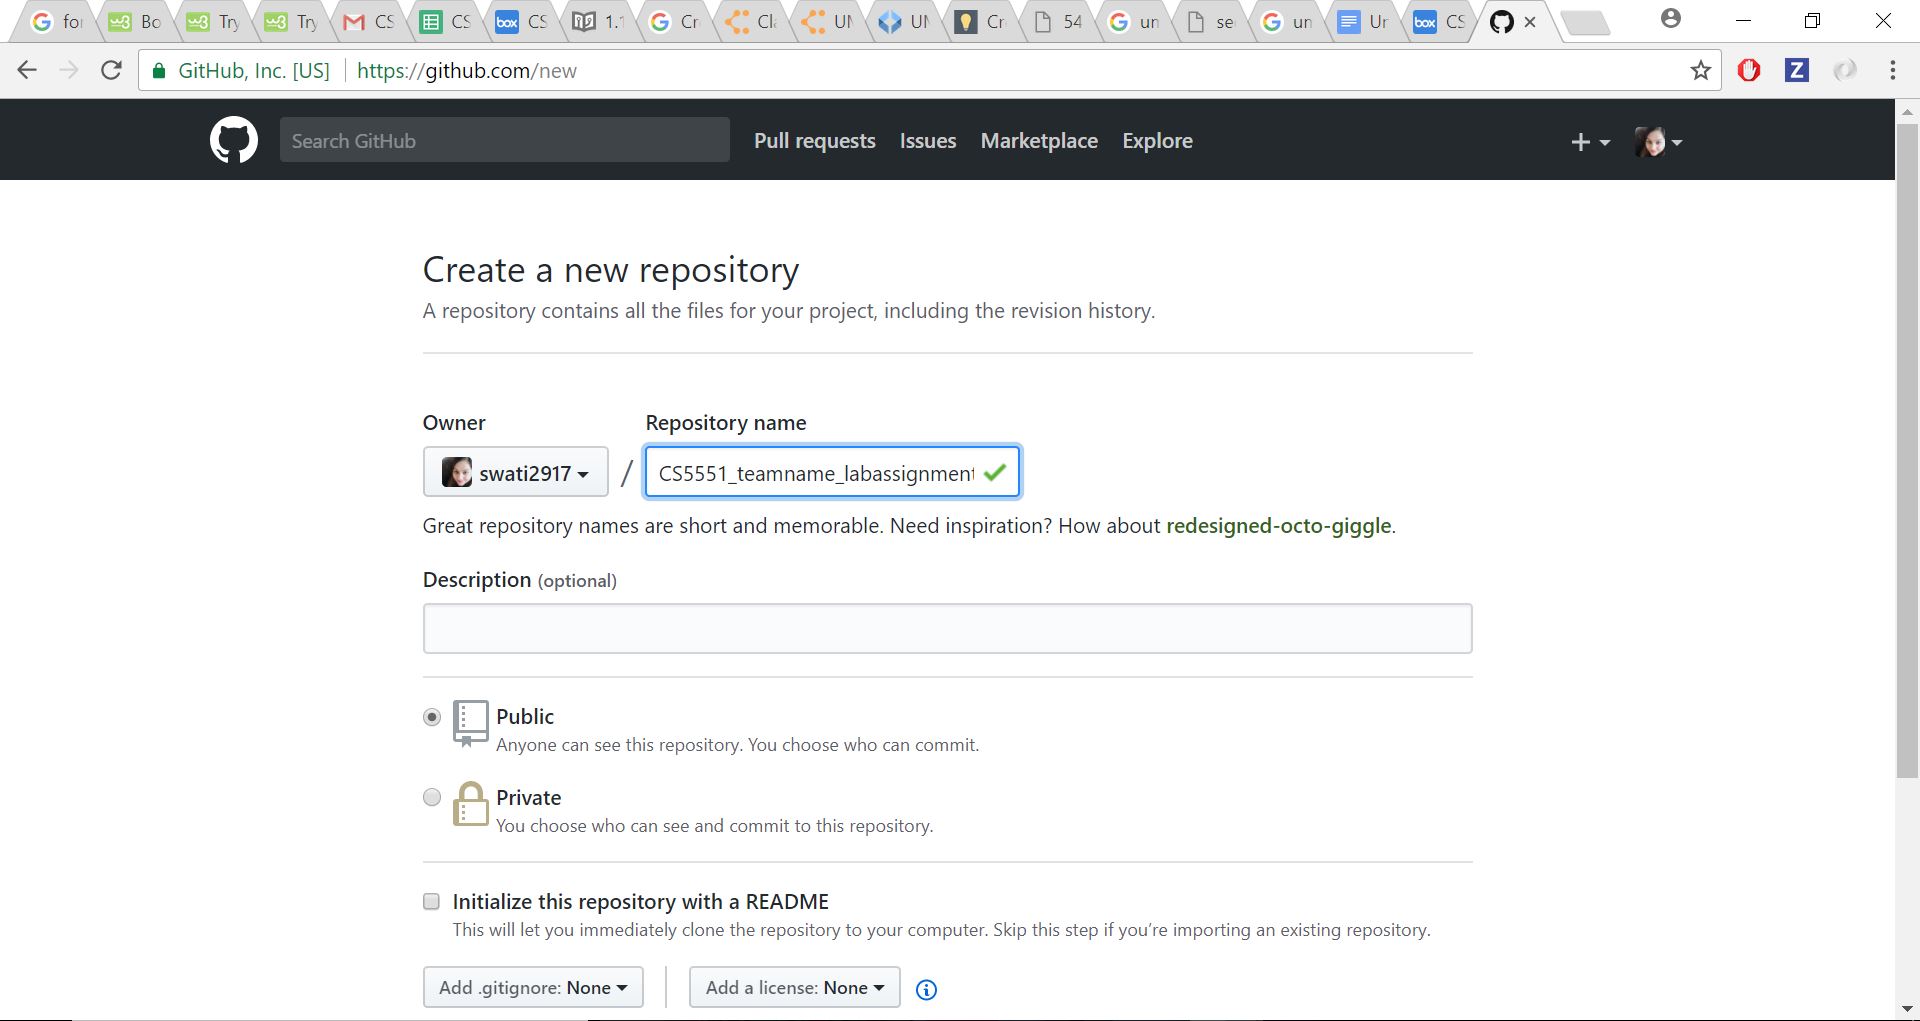 for
Bo
Try
Try
CS
CS
box CS
1.1
Cr
Cla
UM
UM
Cr
54
un
se
un
Un
box CS
GitHub, Inc. [US] https://github.com/new
Z
Search GitHub
Pull requests Issues Marketplace Explore
Create a new repository
A repository contains all the files for your project, including the revision history.
Owner Repository name
swati2917 / CS5551_teamname_labassignment
Great repository names are short and memorable. Need inspiration? How about redesigned-octo-giggle.
Description (optional)
Public
Anyone can see this repository. You choose who can commit.
Private
You choose who can see and commit to this repository.
Initialize this repository with a README
This will let you immediately clone the repository to your computer. Skip this step if you're importing an existing repository.
Add .gitignore: None Add a license: None